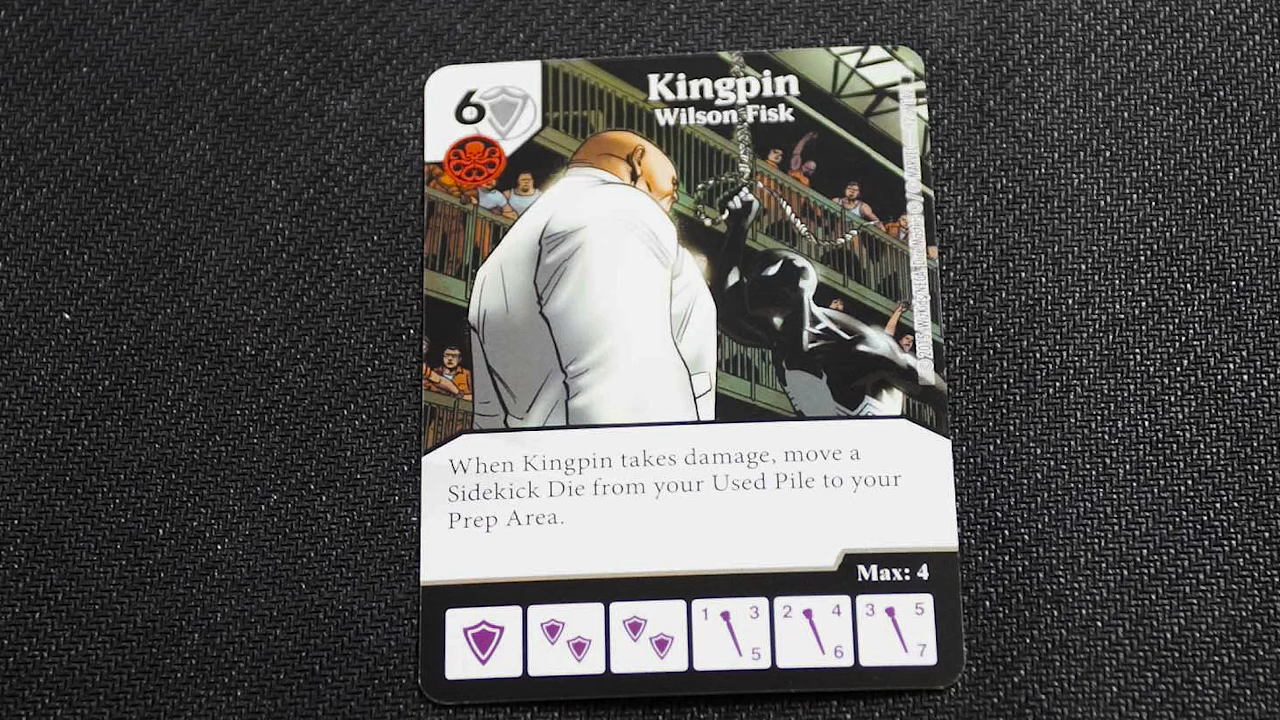 Kingpin
Wilson Fisk
6
When Kingpin takes damage, move a
Sidekick Die from your Used Pile to your
Prep Area.
Max: 4
1 3 5
2 4 6
3 5 7